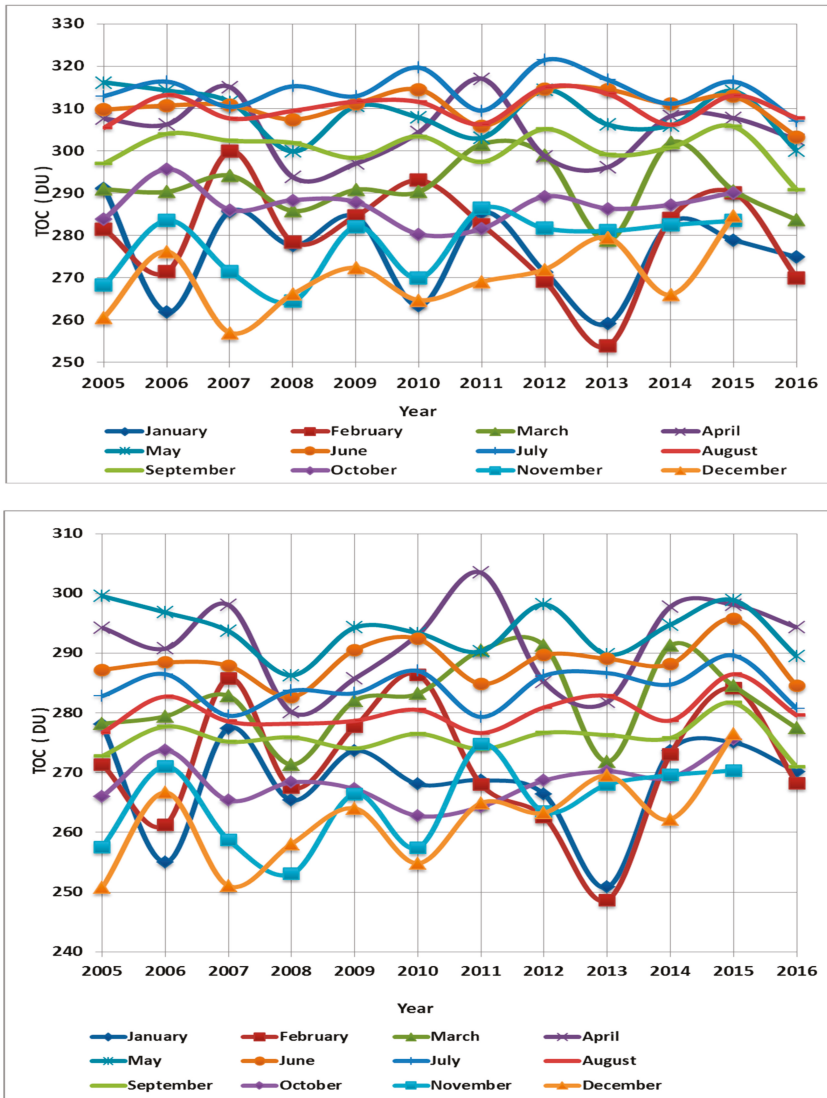 330
320
310
300
290
280
270
260
250
TOC ( DU )
2005 2006 2007 2008 2009 2010 2011 2012 2013 2014 2015 2016
Year
January February March April
May June July August
September October November December
310
300
290
280
270
260
250
240
TOC ( DU )
2005 2006 2007 2008 2009 2010 2011 2012 2013 2014 2015 2016
Year
January February March April
May June July August
September October November December